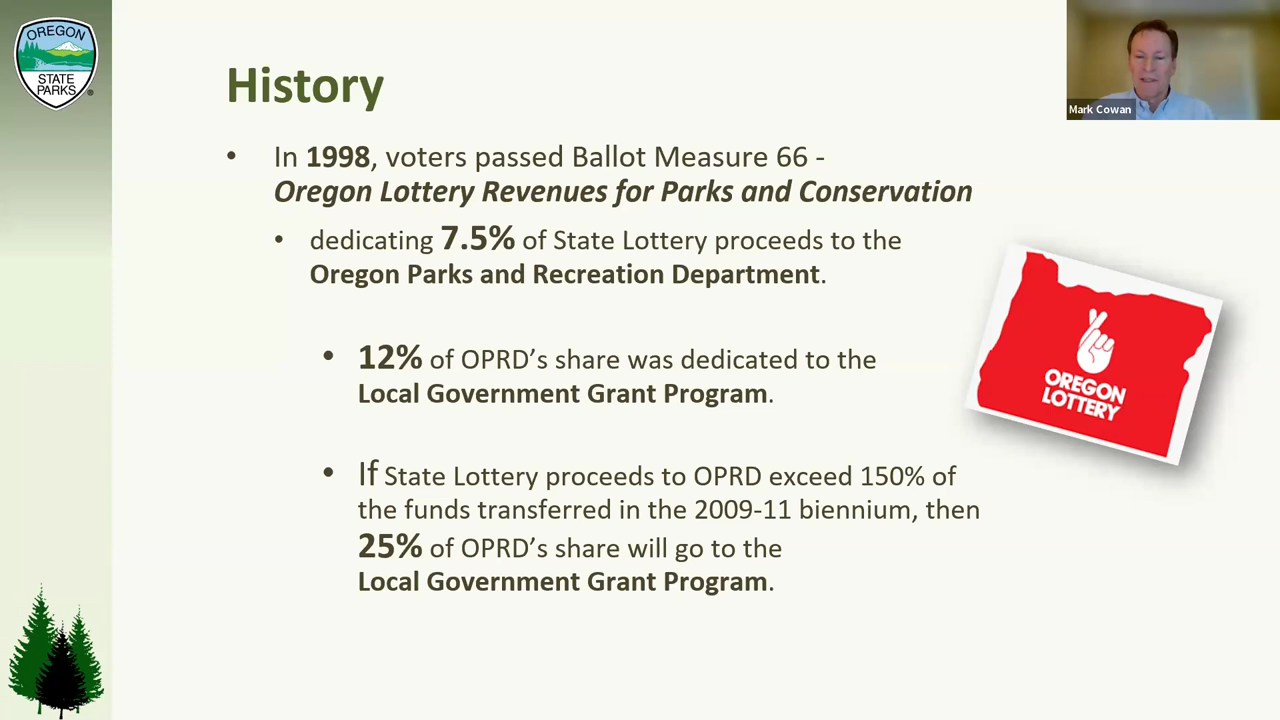 OREGON
STATE
PARKS
®
History
Mark Cowan
• In 1998, voters passed Ballot Measure 66 -
Oregon Lottery Revenues for Parks and Conservation
• dedicating 7.5% of State Lottery proceeds to the
Oregon Parks and Recreation Department.
• 12% of OPRD’s share was dedicated to the
Local Government Grant Program.
• If State Lottery proceeds to OPRD exceed 150% of
the funds transferred in the 2009-11 biennium, then
25% of OPRD’s share will go to the
Local Government Grant Program.
OREGON
LOTTERY